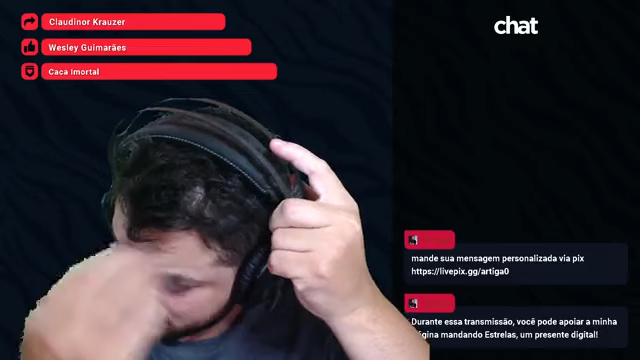 Claudinor Krauzer
Wesley Guimarães
Caca Imortal
chat
mande sua mensagem personalizada via pix
https://livepix.gg/artiga0
Durante essa transmissão, você pode apoiar a minha
página mandando Estrelas, um presente digital!